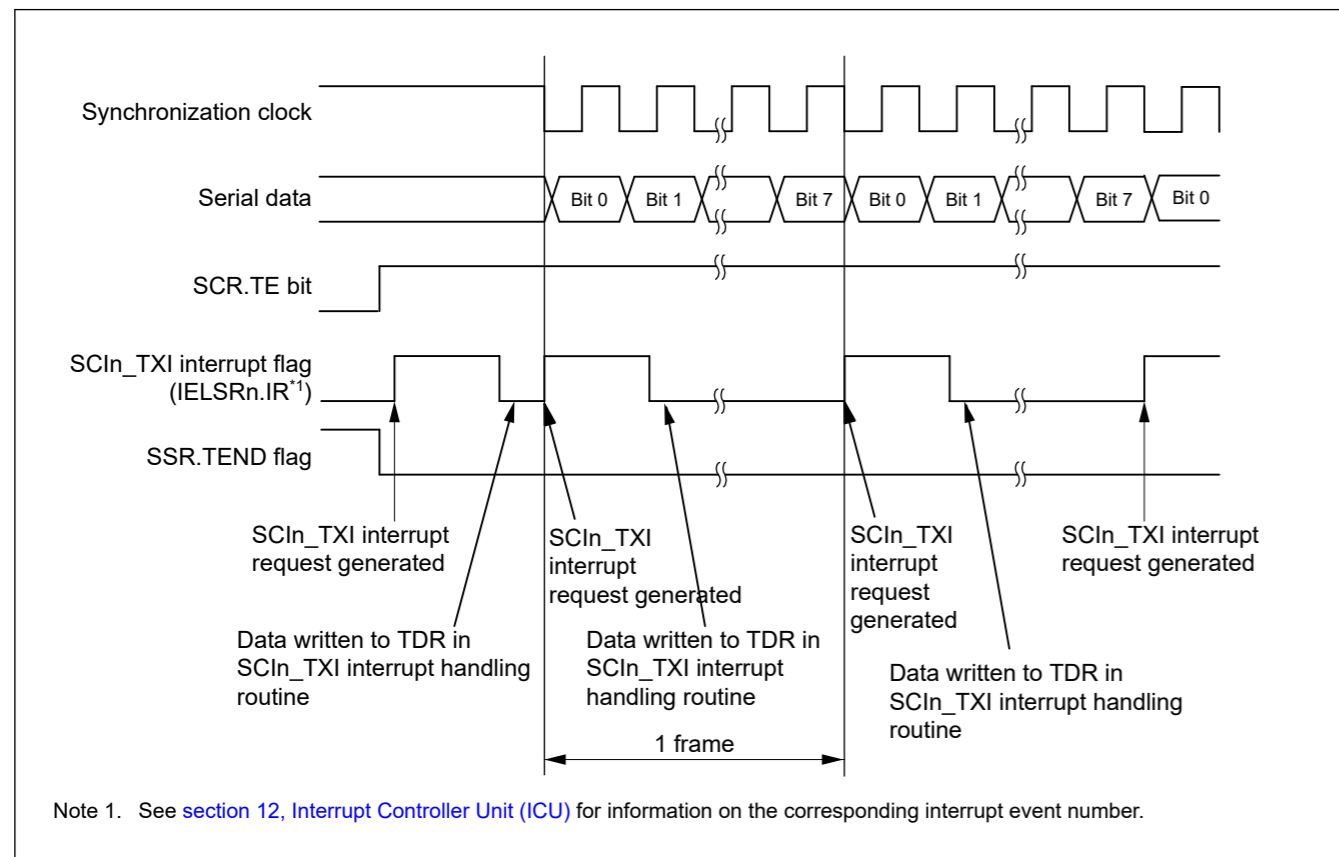 Synchronization clock
Serial data
Bit 0 Bit 1 Bit 7 Bit 0 Bit 1 Bit 7 Bit 0
SCR.TE bit
SCIn_TXI interrupt flag
(IELSRn.IR*1)
SSR.TEND flag
SCIn_TXI interrupt
request generated
SCIn_TXI
interrupt
request generated
SCIn_TXI
interrupt
request
generated
SCIn_TXI interrupt
request generated
Data written to TDR in
SCIn_TXI interrupt handling
routine
Data written to TDR in
SCIn_TXI interrupt
handling routine
Data written to TDR in
SCIn_TXI interrupt handling
routine
1 frame
Note 1. See section 12, Interrupt Controller Unit (ICU) for information on the corresponding interrupt event number.